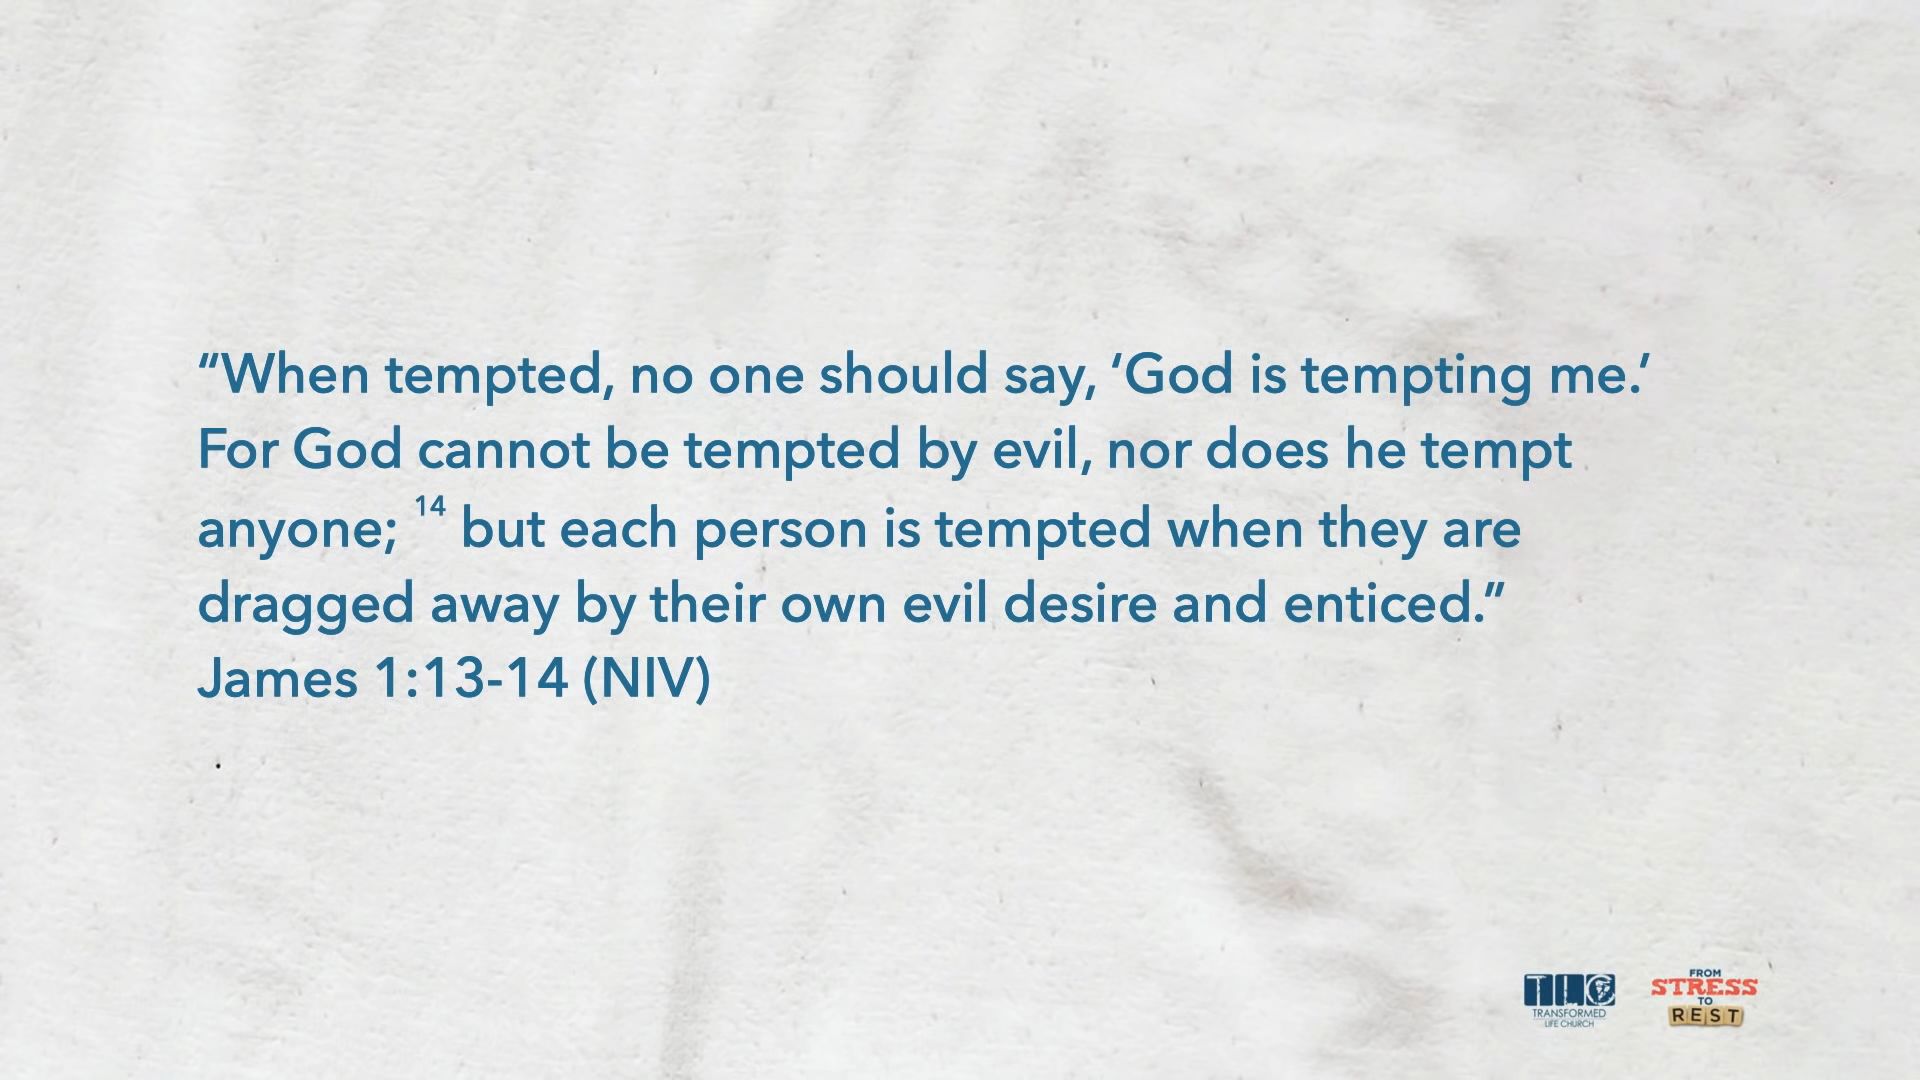 “When tempted, no one should say, ‘God is tempting me.’
For God cannot be tempted by evil, nor does he tempt
anyone; 14 but each person is tempted when they are
dragged away by their own evil desire and enticed.”
James 1:13-14 (NIV)
TLC
TRANSFORMED
LIFE CHURCH
FROM
STRESS
TO
REST